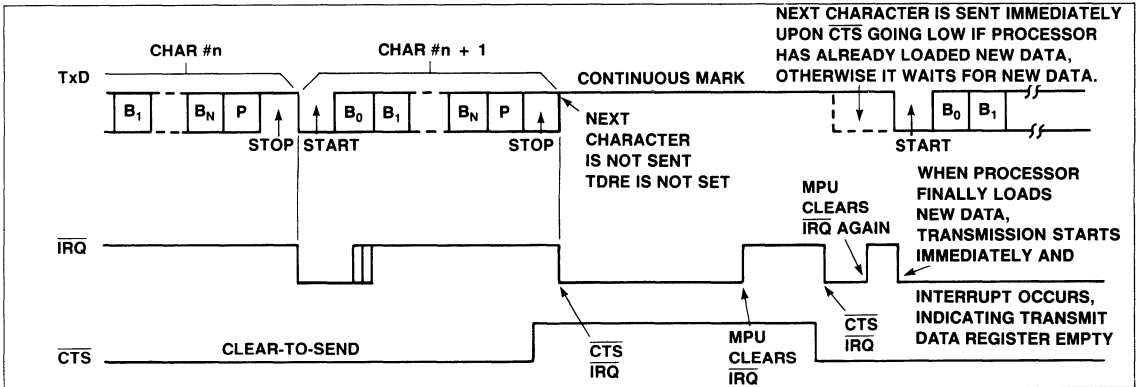 NEXT CHARACTER IS SENT IMMEDIATELY
UPON CTS GOING LOW IF PROCESSOR
HAS ALREADY LOADED NEW DATA,
OTHERWISE IT WAITS FOR NEW DATA.
CHAR #n
CHAR #n + 1
TxD
CONTINUOUS MARK
B1
BN
P
B0
B1
BN
P
B0
B1
STOP
START
STOP
START
NEXT
CHARACTER
IS NOT SENT
TDRE IS NOT SET
MPU
CLEARS
IRQ AGAIN
WHEN PROCESSOR
FINALLY LOADS
NEW DATA,
TRANSMISSION STARTS
IMMEDIATELY AND
IRQ
INTERRUPT OCCURS,
INDICATING TRANSMIT
DATA REGISTER EMPTY
CTS
IRQ
MPU
CLEARS
IRQ
CTS
IRQ
CTS
CLEAR-TO-SEND